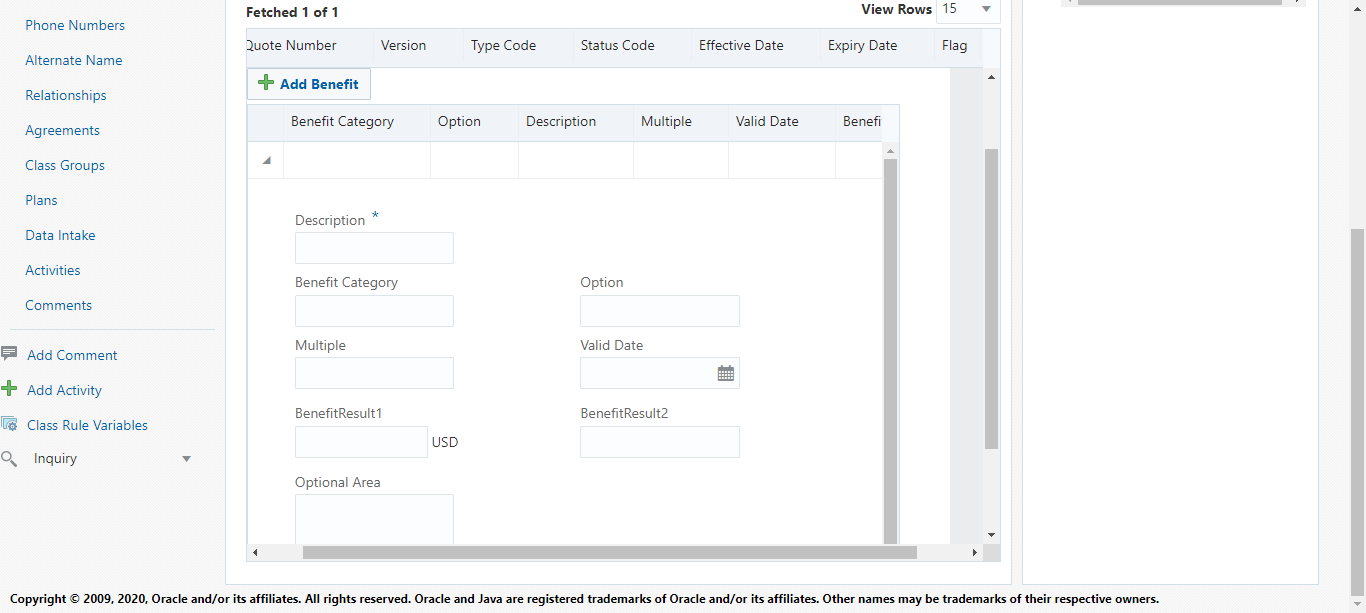 Phone Numbers
Alternate Name
Relationships
Agreements
Class Groups
Plans
Data Intake
Activities
Comments
Add Comment
Add Activity
Class Rule Variables
Inquiry
Fetched 1 of 1
View Rows 15
Quote Number Version Type Code Status Code Effective Date Expiry Date Flag
Add Benefit
Benefit Category Option Description Multiple Valid Date Benefi
Description *
Benefit Category Option
Multiple Valid Date
BenefitResult1 BenefitResult2
USD
Optional Area
Copyright © 2009, 2020, Oracle and/or its affiliates. All rights reserved. Oracle and Java are registered trademarks of Oracle and/or its affiliates. Other names may be trademarks of their respective owners.